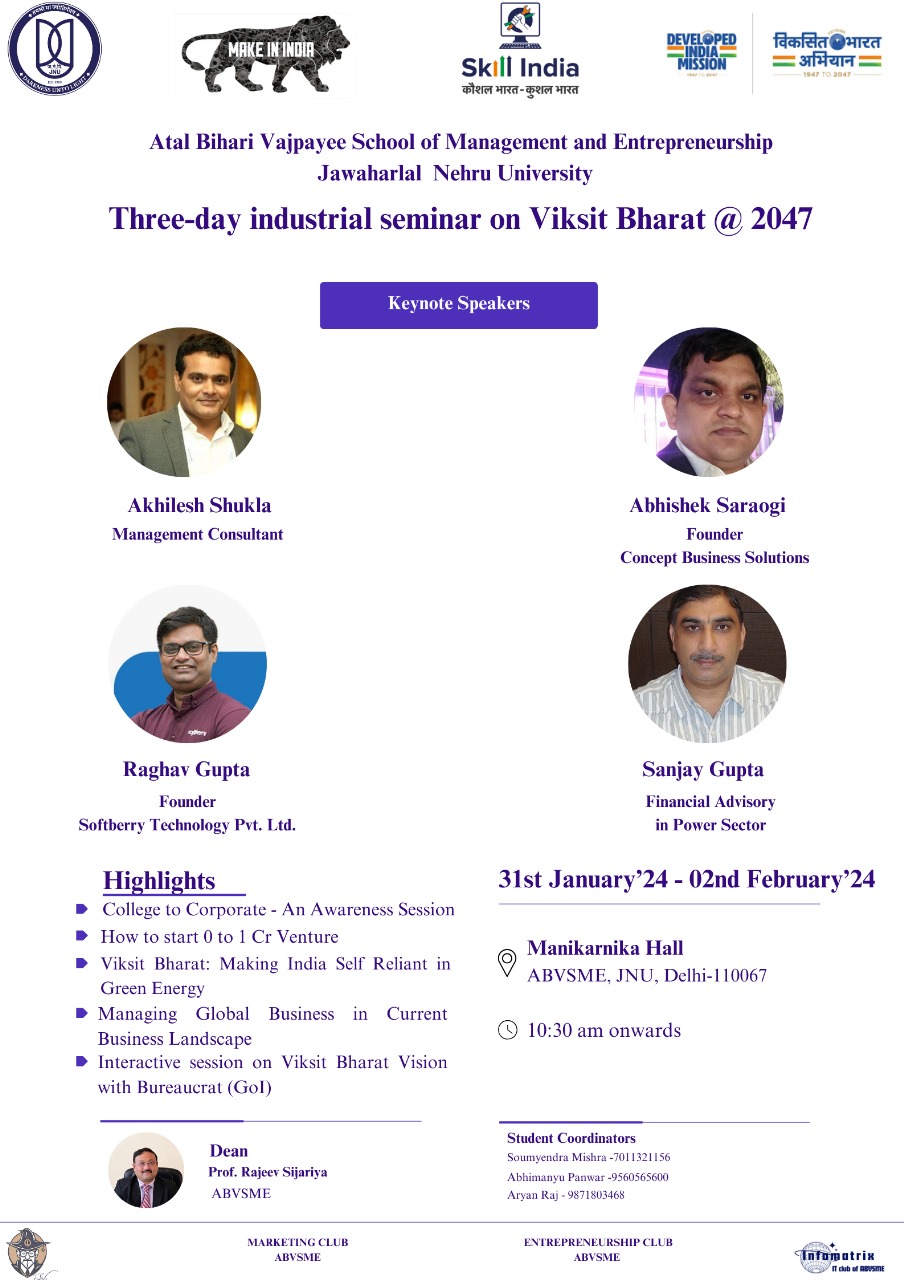 JNU
DARKNESS UNTO LIGHT
MAKE IN INDIA
Skill India
कौशल भारत-कुशल भारत
DEVELOPED
INDIA
MISSION
1947 TO 2047
विकसित भारत
अभियान
1947 TO 2047
Atal Bihari Vajpayee School of Management and Entrepreneurship
Jawaharlal Nehru University
Three-day industrial seminar on Viksit Bharat @ 2047
Keynote Speakers
Akhilesh Shukla
Management Consultant
Abhishek Saraogi
Founder
Concept Business Solutions
Raghav Gupta
Founder
Softberry Technology Pvt. Ltd.
Sanjay Gupta
Financial Advisory
in Power Sector
Highlights
College to Corporate - An Awareness Session
How to start 0 to 1 Cr Venture
Viksit Bharat: Making India Self Reliant in
Green Energy
Managing Global Business in Current
Business Landscape
Interactive session on Viksit Bharat Vision
with Bureaucrat (GoI)
31st January’24 - 02nd February’24
Manikarnika Hall
ABVSME, JNU, Delhi-110067
10:30 am onwards
Dean
Prof. Rajeev Sijariya
ABVSME
Student Coordinators
Soumyendra Mishra -7011321156
Abhimanyu Panwar -9560565600
Aryan Raj - 9871803468
MARKETING CLUB
ABVSME
ENTREPRENEURSHIP CLUB
ABVSME
Infomatrix
IT club of ABVSME